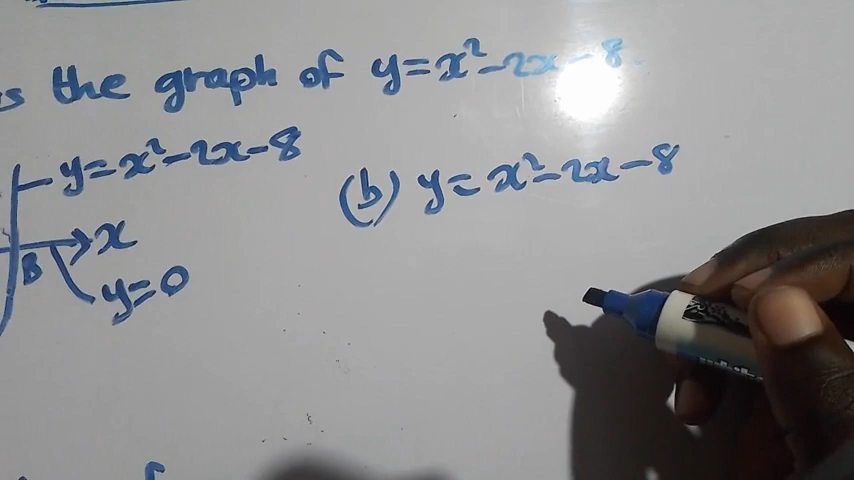 s the graph of y=x²-2x-8.
y=x²-2x-8
(b) y=x²-2x-8
x
B
y=0